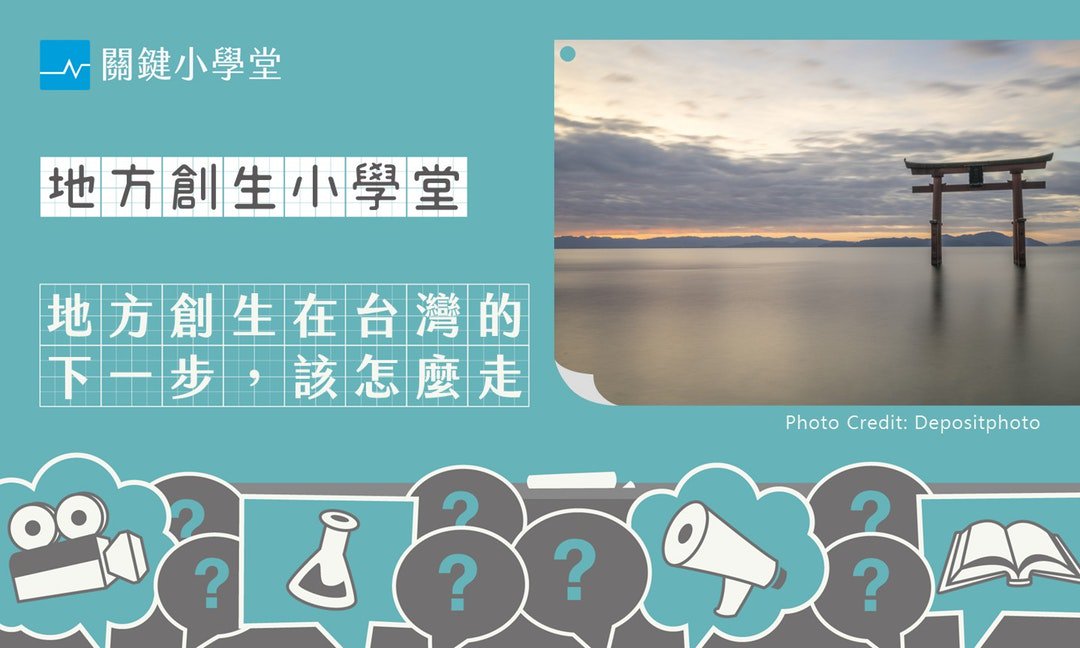 關鍵小學堂
地方創生小學堂
地方創生在台灣的
下一步，該怎麼走
Photo Credit: Depositphoto
? ? ? ? ? ? ?